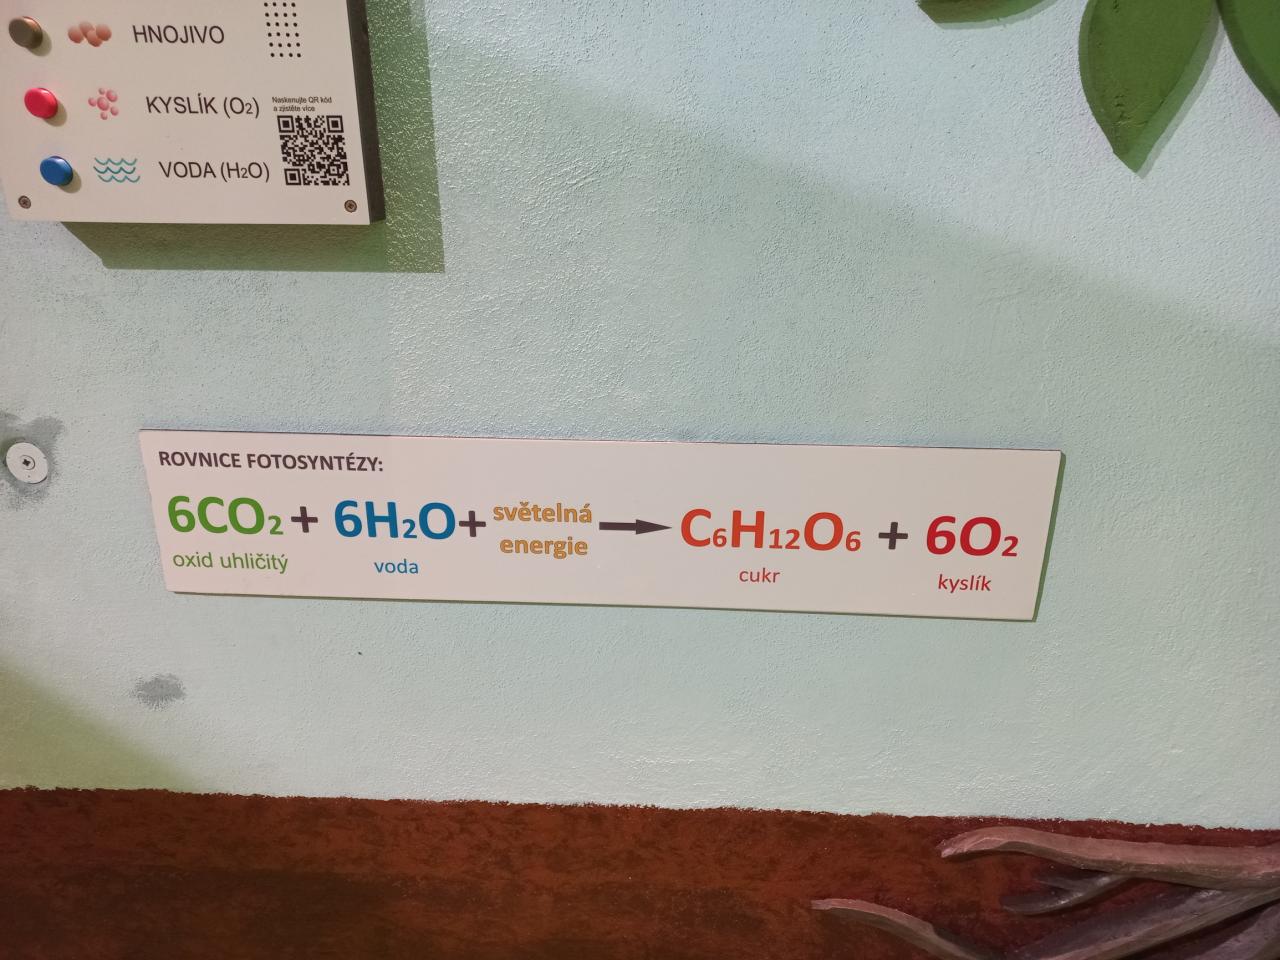 HNOJIVO
KYSLÍK (O₂)
Naskenujte QR kód
a zjistěte více
VODA (H₂O)
ROVNICE FOTOSYNTÉZY:
6CO₂ + 6H₂O + světelná energie → C₆H₁₂O₆ + 6O₂
oxid uhličitý voda cukr kyslík